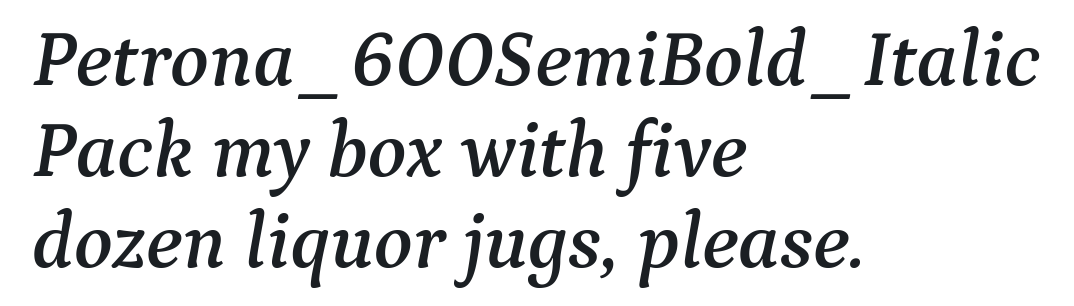 Petrona_600SemiBold_Italic
Pack my box with five
dozen liquor jugs, please.